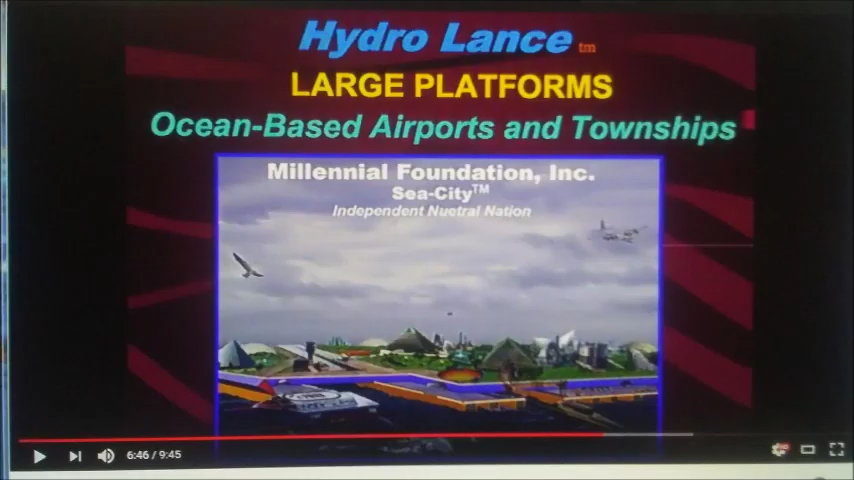 Hydro Lance tm
LARGE PLATFORMS
Ocean-Based Airports and Townships
Millennial Foundation, Inc.
Sea-City™
Independent Nuetral Nation
6:46 / 9:45